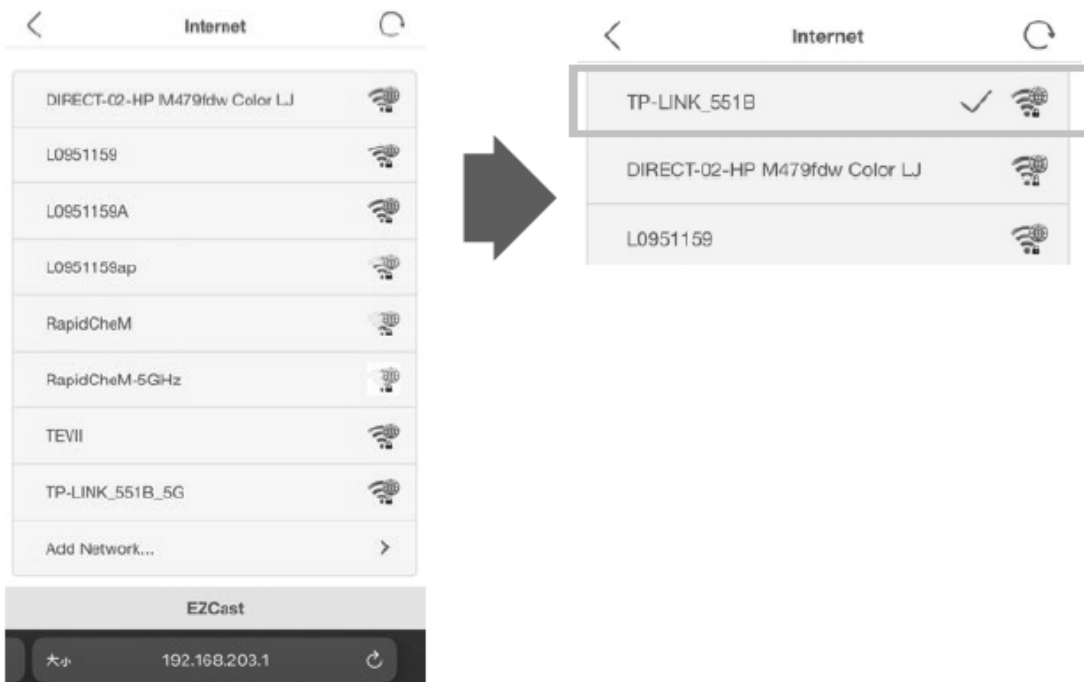 Internet
DIRECT-02-HP M479fdw Color LJ
L0951159
L0951159A
L0951159ap
RapidCheM
RapidCheM-5GHz
TEVII
TP-LINK_551B_5G
Add Network...
EZCast
大小 192.168.203.1
Internet
TP-LINK_551B
DIRECT-02-HP M479fdw Color LJ
L0951159